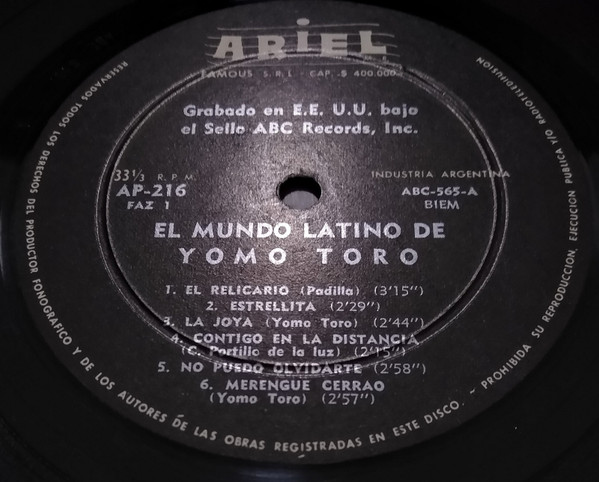 ARIEL
FAMOUS S.R.L - CAP. $ 400.000
Grabado en E.E. U.U. bajo
el Sello ABC Records, Inc.
33⅓ R.P.M.
AP-216
FAZ 1
INDUSTRIA ARGENTINA
ABC-565-A
BIEM
EL MUNDO LATINO DE
YOMO TORO
1. EL RELICARIO (Padilla) (3'15")
2. ESTRELLITA (2'29")
3. LA JOYA (Yomo Toro) (2'44")
4. CONTIGO EN LA DISTANCIA
(C. Portillo de la luz) (2'15")
5. NO PUEDO OLVIDARTE (2'58")
6. MERENGUE CERRAO
(Yomo Toro) (2'57")
RESERVADOS TODOS LOS DERECHOS DEL PRODUCTOR FONOGRAFICO Y DE LOS AUTORES DE LAS OBRAS REGISTRADAS EN ESTE DISCO. - PROHIBIDA SU REPRODUCCION, EJECUCION PUBLICA Y/O RADIOTELEDIFUSION